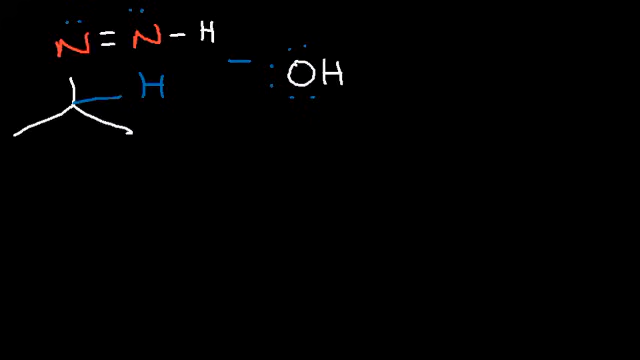 N = N - H
- : OH
H